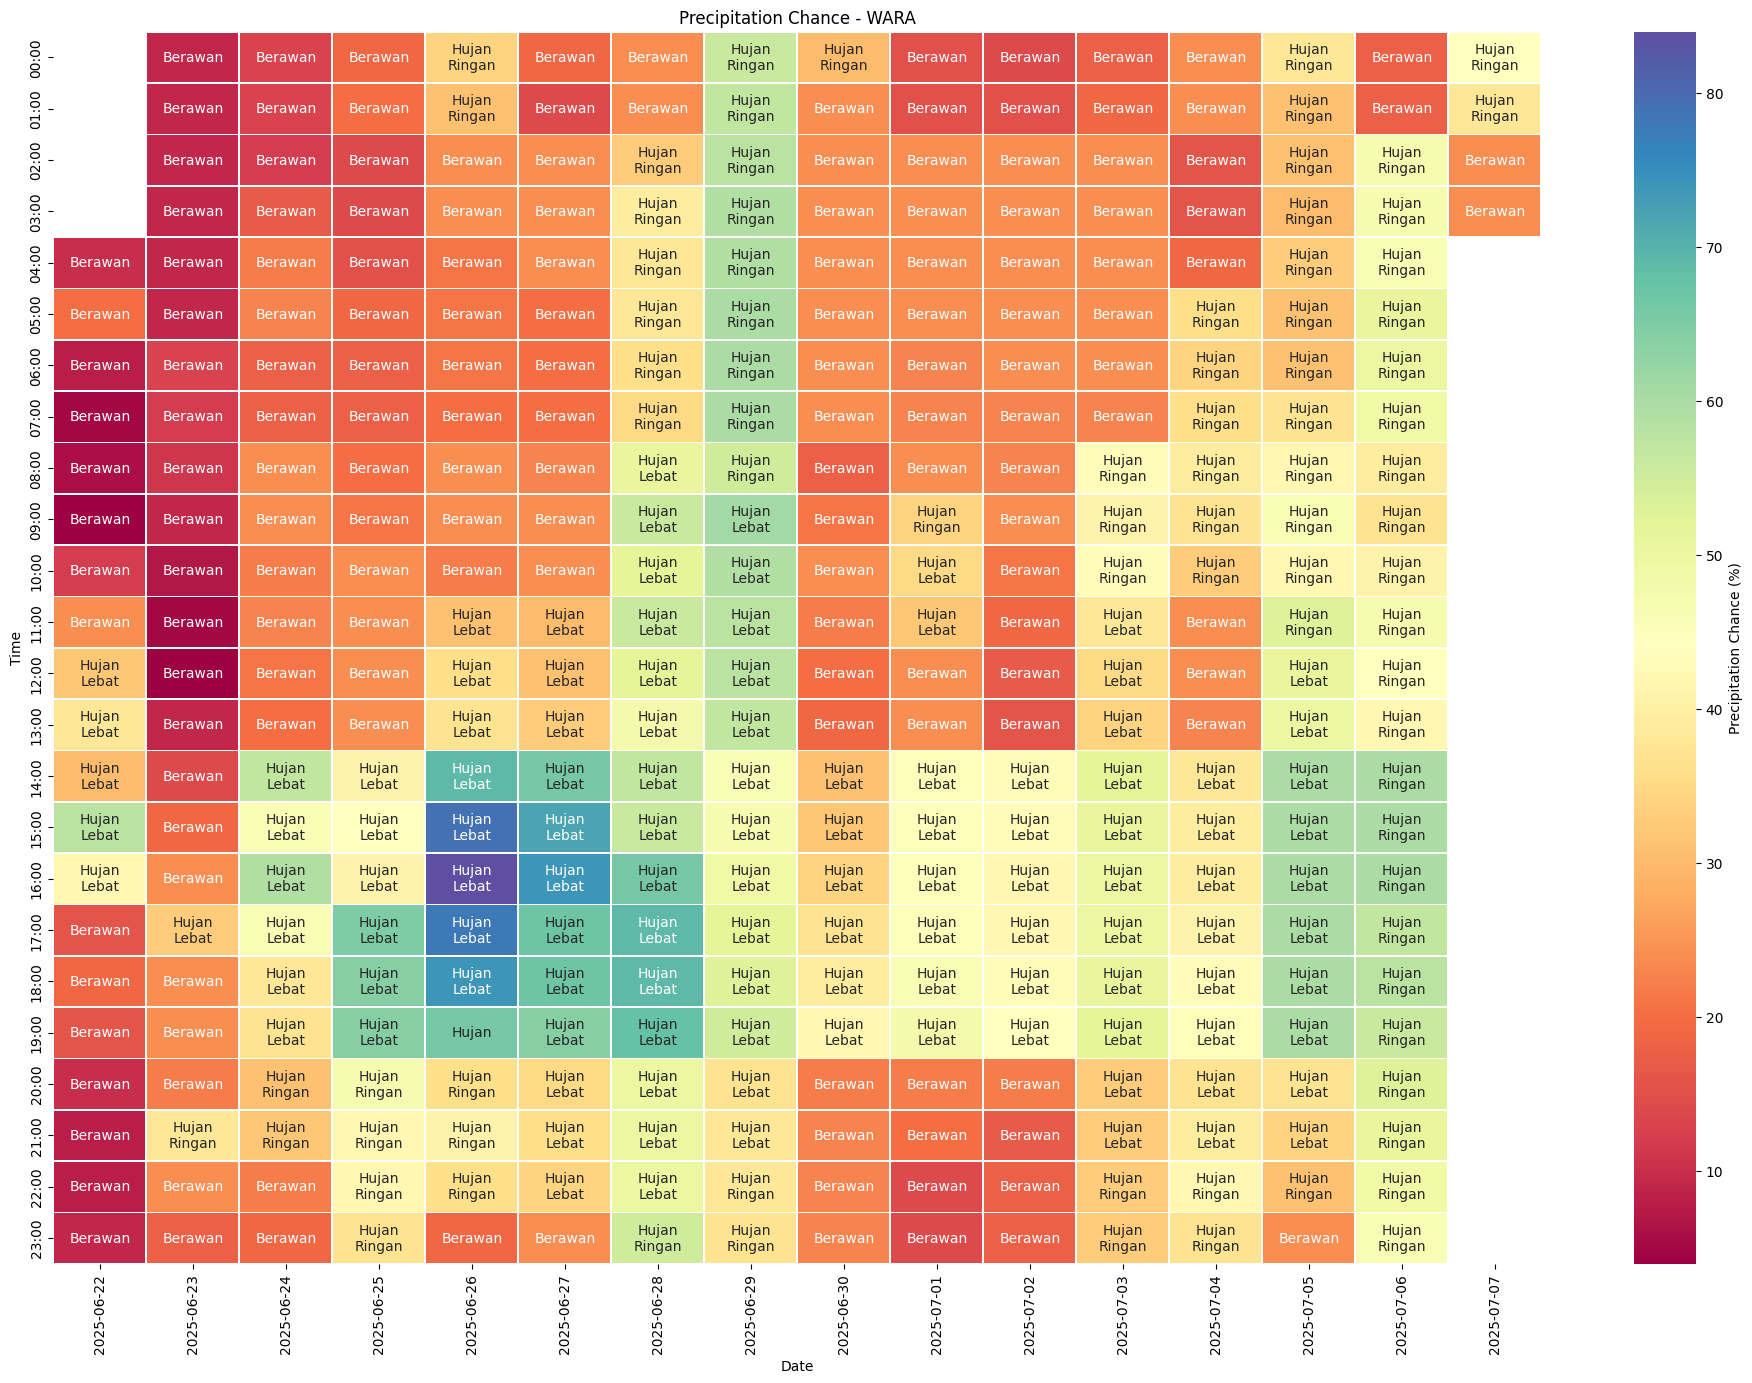 Precipitation Chance - WARA
00:00 Berawan Berawan Berawan Hujan Ringan Berawan Berawan Hujan Ringan Hujan Ringan Berawan Berawan Berawan Berawan Hujan Ringan Berawan Hujan Ringan
01:00 Berawan Berawan Berawan Hujan Ringan Berawan Berawan Hujan Ringan Berawan Berawan Berawan Berawan Berawan Hujan Ringan Berawan Hujan Ringan
02:00 Berawan Berawan Berawan Berawan Berawan Hujan Ringan Hujan Ringan Berawan Berawan Berawan Berawan Berawan Hujan Ringan Hujan Ringan Berawan
03:00 Berawan Berawan Berawan Berawan Berawan Hujan Ringan Hujan Ringan Berawan Berawan Berawan Berawan Berawan Hujan Ringan Hujan Ringan Berawan
04:00 Berawan Berawan Berawan Berawan Berawan Berawan Hujan Ringan Hujan Ringan Berawan Berawan Berawan Berawan Berawan Hujan Ringan Hujan Ringan
05:00 Berawan Berawan Berawan Berawan Berawan Berawan Hujan Ringan Hujan Ringan Berawan Berawan Berawan Berawan Hujan Ringan Hujan Ringan Hujan Ringan
06:00 Berawan Berawan Berawan Berawan Berawan Berawan Hujan Ringan Hujan Ringan Berawan Berawan Berawan Berawan Hujan Ringan Hujan Ringan Hujan Ringan
07:00 Berawan Berawan Berawan Berawan Berawan Berawan Hujan Ringan Hujan Ringan Berawan Berawan Berawan Berawan Hujan Ringan Hujan Ringan Hujan Ringan
08:00 Berawan Berawan Berawan Berawan Berawan Berawan Hujan Lebat Hujan Ringan Berawan Berawan Berawan Hujan Ringan Hujan Ringan Hujan Ringan Hujan Ringan
09:00 Berawan Berawan Berawan Berawan Berawan Berawan Hujan Lebat Hujan Lebat Berawan Hujan Ringan Berawan Hujan Ringan Hujan Ringan Hujan Ringan Hujan Ringan
10:00 Berawan Berawan Berawan Berawan Berawan Berawan Hujan Lebat Hujan Lebat Berawan Hujan Lebat Berawan Hujan Ringan Hujan Ringan Hujan Ringan Hujan Ringan
11:00 Berawan Berawan Berawan Berawan Hujan Lebat Hujan Lebat Hujan Lebat Hujan Lebat Berawan Hujan Lebat Berawan Hujan Lebat Berawan Hujan Ringan Hujan Ringan
12:00 Hujan Lebat Berawan Berawan Berawan Hujan Lebat Hujan Lebat Hujan Lebat Hujan Lebat Berawan Berawan Berawan Hujan Lebat Berawan Hujan Lebat Hujan Ringan
13:00 Hujan Lebat Berawan Berawan Berawan Hujan Lebat Hujan Lebat Hujan Lebat Hujan Lebat Berawan Berawan Berawan Hujan Lebat Berawan Hujan Lebat Hujan Ringan
14:00 Hujan Lebat Berawan Hujan Lebat Hujan Lebat Hujan Lebat Hujan Lebat Hujan Lebat Hujan Lebat Hujan Lebat Hujan Lebat Hujan Lebat Hujan Lebat Hujan Lebat Hujan Lebat Hujan Ringan
15:00 Hujan Lebat Berawan Hujan Lebat Hujan Lebat Hujan Lebat Hujan Lebat Hujan Lebat Hujan Lebat Hujan Lebat Hujan Lebat Hujan Lebat Hujan Lebat Hujan Lebat Hujan Lebat Hujan Ringan
16:00 Hujan Lebat Berawan Hujan Lebat Hujan Lebat Hujan Lebat Hujan Lebat Hujan Lebat Hujan Lebat Hujan Lebat Hujan Lebat Hujan Lebat Hujan Lebat Hujan Lebat Hujan Lebat Hujan Ringan
17:00 Berawan Hujan Lebat Hujan Lebat Hujan Lebat Hujan Lebat Hujan Lebat Hujan Lebat Hujan Lebat Hujan Lebat Hujan Lebat Hujan Lebat Hujan Lebat Hujan Lebat Hujan Lebat Hujan Ringan
18:00 Berawan Berawan Hujan Lebat Hujan Lebat Hujan Lebat Hujan Lebat Hujan Lebat Hujan Lebat Hujan Lebat Hujan Lebat Hujan Lebat Hujan Lebat Hujan Lebat Hujan Lebat Hujan Ringan
19:00 Berawan Berawan Hujan Lebat Hujan Lebat Hujan Hujan Lebat Hujan Lebat Hujan Lebat Hujan Lebat Hujan Lebat Hujan Lebat Hujan Lebat Hujan Lebat Hujan Lebat Hujan Ringan
20:00 Berawan Berawan Hujan Ringan Hujan Ringan Hujan Ringan Hujan Lebat Hujan Lebat Hujan Lebat Berawan Berawan Berawan Hujan Lebat Hujan Lebat Hujan Lebat Hujan Ringan
21:00 Berawan Hujan Ringan Hujan Ringan Hujan Ringan Hujan Ringan Hujan Lebat Hujan Lebat Hujan Lebat Berawan Berawan Berawan Hujan Lebat Hujan Lebat Hujan Lebat Hujan Ringan
22:00 Berawan Berawan Berawan Hujan Ringan Hujan Ringan Hujan Lebat Hujan Lebat Hujan Ringan Berawan Berawan Berawan Hujan Ringan Hujan Ringan Hujan Ringan Hujan Ringan
23:00 Berawan Berawan Berawan Hujan Ringan Berawan Berawan Hujan Ringan Hujan Ringan Berawan Berawan Berawan Hujan Ringan Hujan Ringan Berawan Hujan Ringan
Time
2025-06-22 2025-06-23 2025-06-24 2025-06-25 2025-06-26 2025-06-27 2025-06-28 2025-06-29 2025-06-30 2025-07-01 2025-07-02 2025-07-03 2025-07-04 2025-07-05 2025-07-06 2025-07-07
Date
80
70
60
50
40
30
20
10
Precipitation Chance (%)